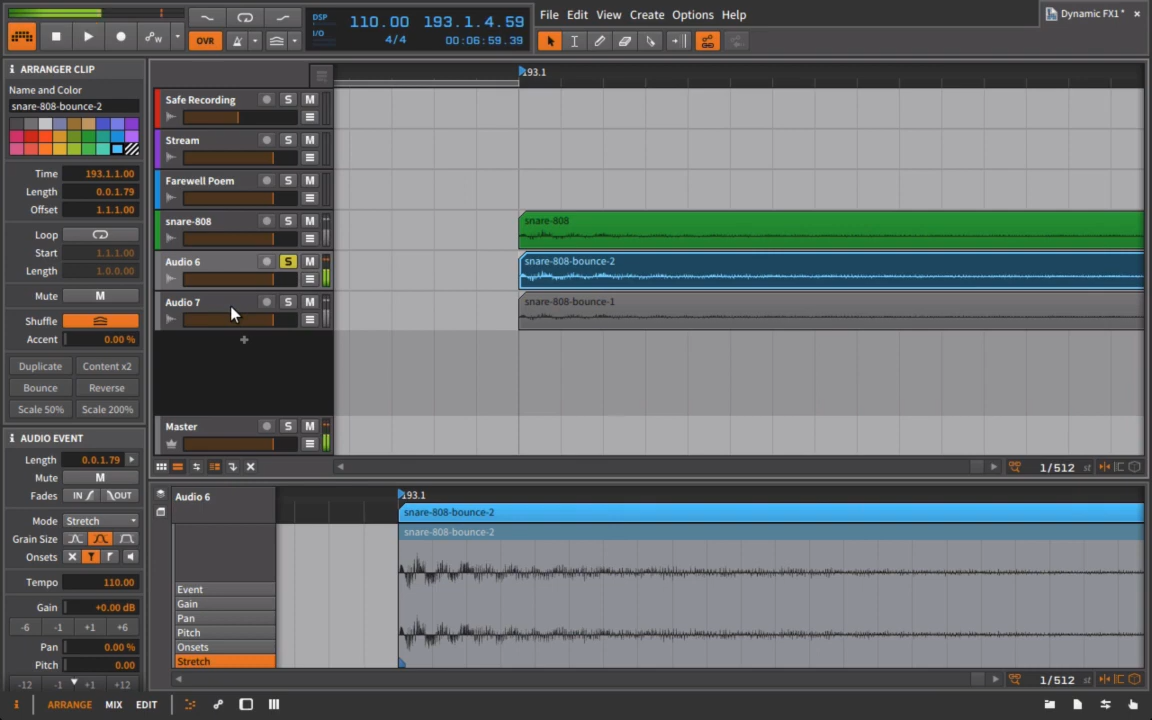 DSP
I/O
110.00 193.1.4.59
4/4 00:06:59.39
File Edit View Create Options Help
Dynamic FX1* ×
OVR
i ARRANGER CLIP
Name and Color
snare-808-bounce-2
Time 193.1.1.00
Length 0.0.1.79
Offset 1.1.1.00
Loop
Start 1.1.1.00
Length 1.0.0.00
Mute M
Shuffle
Accent 0.00 %
Duplicate Content x2
Bounce Reverse
Scale 50% Scale 200%
i AUDIO EVENT
Length 0.0.1.79
Mute M
Fades IN OUT
Mode Stretch
Grain Size
Onsets
Tempo 110.00
Gain +0.00 dB
-6 -1 +1 +6
Pan 0.00 %
Pitch 0.00
-12 -1 +1 +12
193.1
Safe Recording S M
Stream S M
Farewell Poem S M
snare-808 S M
snare-808
Audio 6 S M
snare-808-bounce-2
Audio 7 S M
snare-808-bounce-1
+
Master S M
1/512 st
Audio 6
193.1
snare-808-bounce-2
snare-808-bounce-2
Event
Gain
Pan
Pitch
Onsets
Stretch
1/512 st
i ARRANGE MIX EDIT